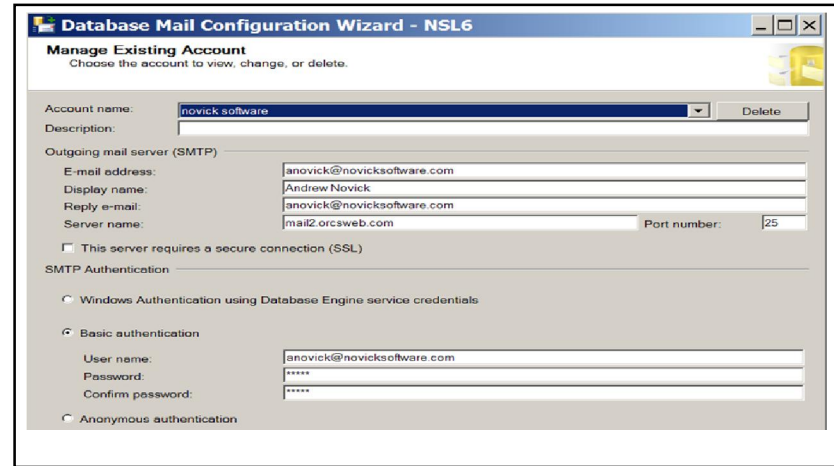 Database Mail Configuration Wizard - NSL6
Manage Existing Account
Choose the account to view, change, or delete.
Account name: novick software Delete
Description:
Outgoing mail server (SMTP)
E-mail address: anovick@novicksoftware.com
Display name: Andrew Novick
Reply e-mail: anovick@novicksoftware.com
Server name: mail2.orcsweb.com Port number: 25
This server requires a secure connection (SSL)
SMTP Authentication
Windows Authentication using Database Engine service credentials
Basic authentication
User name: anovick@novicksoftware.com
Password: *****
Confirm password: *****
Anonymous authentication